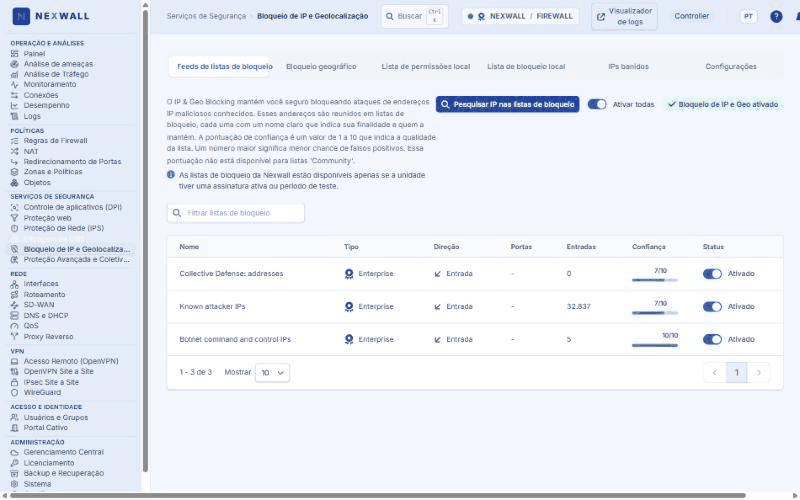 NEXWALL
Serviços de Segurança › Bloqueio de IP e Geolocalização
Buscar Ctrl K
NEXWALL / FIREWALL
Visualizador de logs
Controller
PT
?
OPERAÇÃO E ANÁLISES
Painel
Análise de ameaças
Análise de Tráfego
Monitoramento
Conexões
Desempenho
Logs
POLÍTICAS
Regras de Firewall
NAT
Redirecionamento de Portas
Zonas e Políticas
Objetos
SERVIÇOS DE SEGURANÇA
Controle de aplicativos (DPI)
Proteção web
Proteção de Rede (IPS)
Bloqueio de IP e Geolocaliza...
Proteção Avançada e Coletiv...
REDE
Interfaces
Roteamento
SD-WAN
DNS e DHCP
QoS
Proxy Reverso
VPN
Acesso Remoto (OpenVPN)
OpenVPN Site a Site
IPsec Site a Site
WireGuard
ACESSO E IDENTIDADE
Usuários e Grupos
Portal Cativo
ADMINISTRAÇÃO
Gerenciamento Central
Licenciamento
Backup e Recuperação
Sistema
Feeds de listas de bloqueio
Bloqueio geográfico
Lista de permissões local
Lista de bloqueio local
IPs banidos
Configurações
O IP & Geo Blocking mantém você seguro bloqueando ataques de endereços
IP maliciosos conhecidos. Esses endereços são reunidos em listas de
bloqueio, cada uma com um nome claro que indica sua finalidade e quem a
mantém. A pontuação de confiança é um valor de 1 a 10 que indica a qualidade
da lista. Um número maior significa menor chance de falsos positivos. Essa
pontuação não está disponível para listas 'Community'.
As listas de bloqueio da Nexwall estão disponíveis apenas se a unidade
tiver uma assinatura ativa ou período de teste.
Pesquisar IP nas listas de bloqueio
Ativar todas
Bloqueio de IP e Geo ativado
Filtrar listas de bloqueio
Nome Tipo Direção Portas Entradas Confiança Status
Collective Defense: addresses Enterprise Entrada - 0 7/10 Ativado
Known attacker IPs Enterprise Entrada - 32.837 7/10 Ativado
Botnet command and control IPs Enterprise Entrada - 5 10/10 Ativado
1 - 3 de 3 Mostrar 10
‹ 1 ›